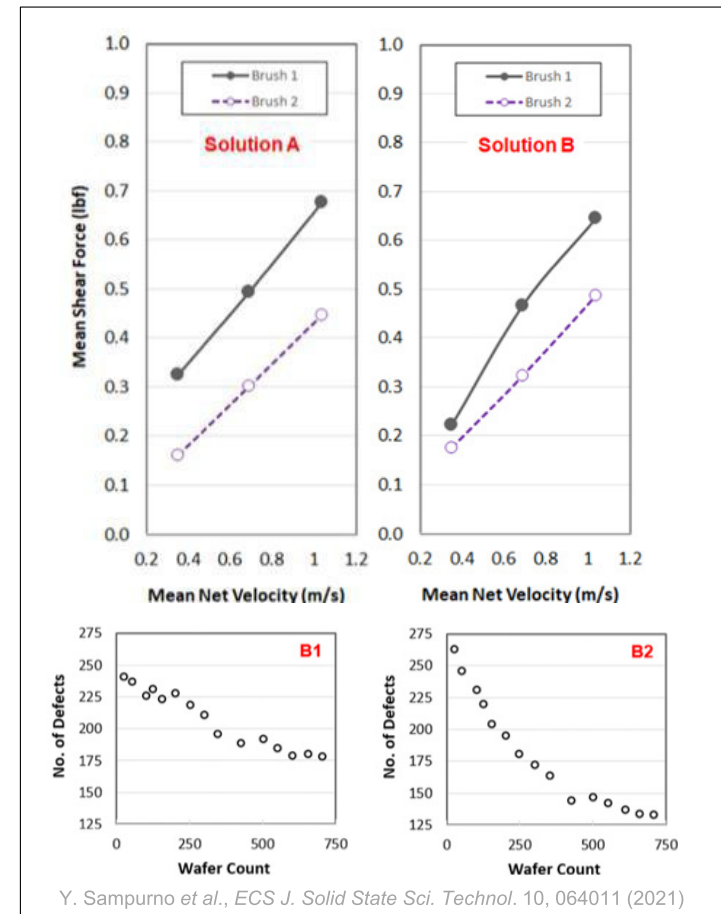 Mean Shear Force (lbf)
1.0
0.9
0.8
0.7
0.6
0.5
0.4
0.3
0.2
0.1
0.0
Brush 1
Brush 2
Solution A
0.2 0.4 0.6 0.8 1 1.2
Mean Net Velocity (m/s)
1.0
0.9
0.8
0.7
0.6
0.5
0.4
0.3
0.2
0.1
0.0
Brush 1
Brush 2
Solution B
0.2 0.4 0.6 0.8 1.0 1.2
Mean Net Velocity (m/s)
No. of Defects
275
250
225
200
175
150
125
B1
0 250 500 750
Wafer Count
No. of Defects
275
250
225
200
175
150
125
B2
0 250 500 750
Wafer Count
Y. Sampurno et al., ECS J. Solid State Sci. Technol. 10, 064011 (2021)